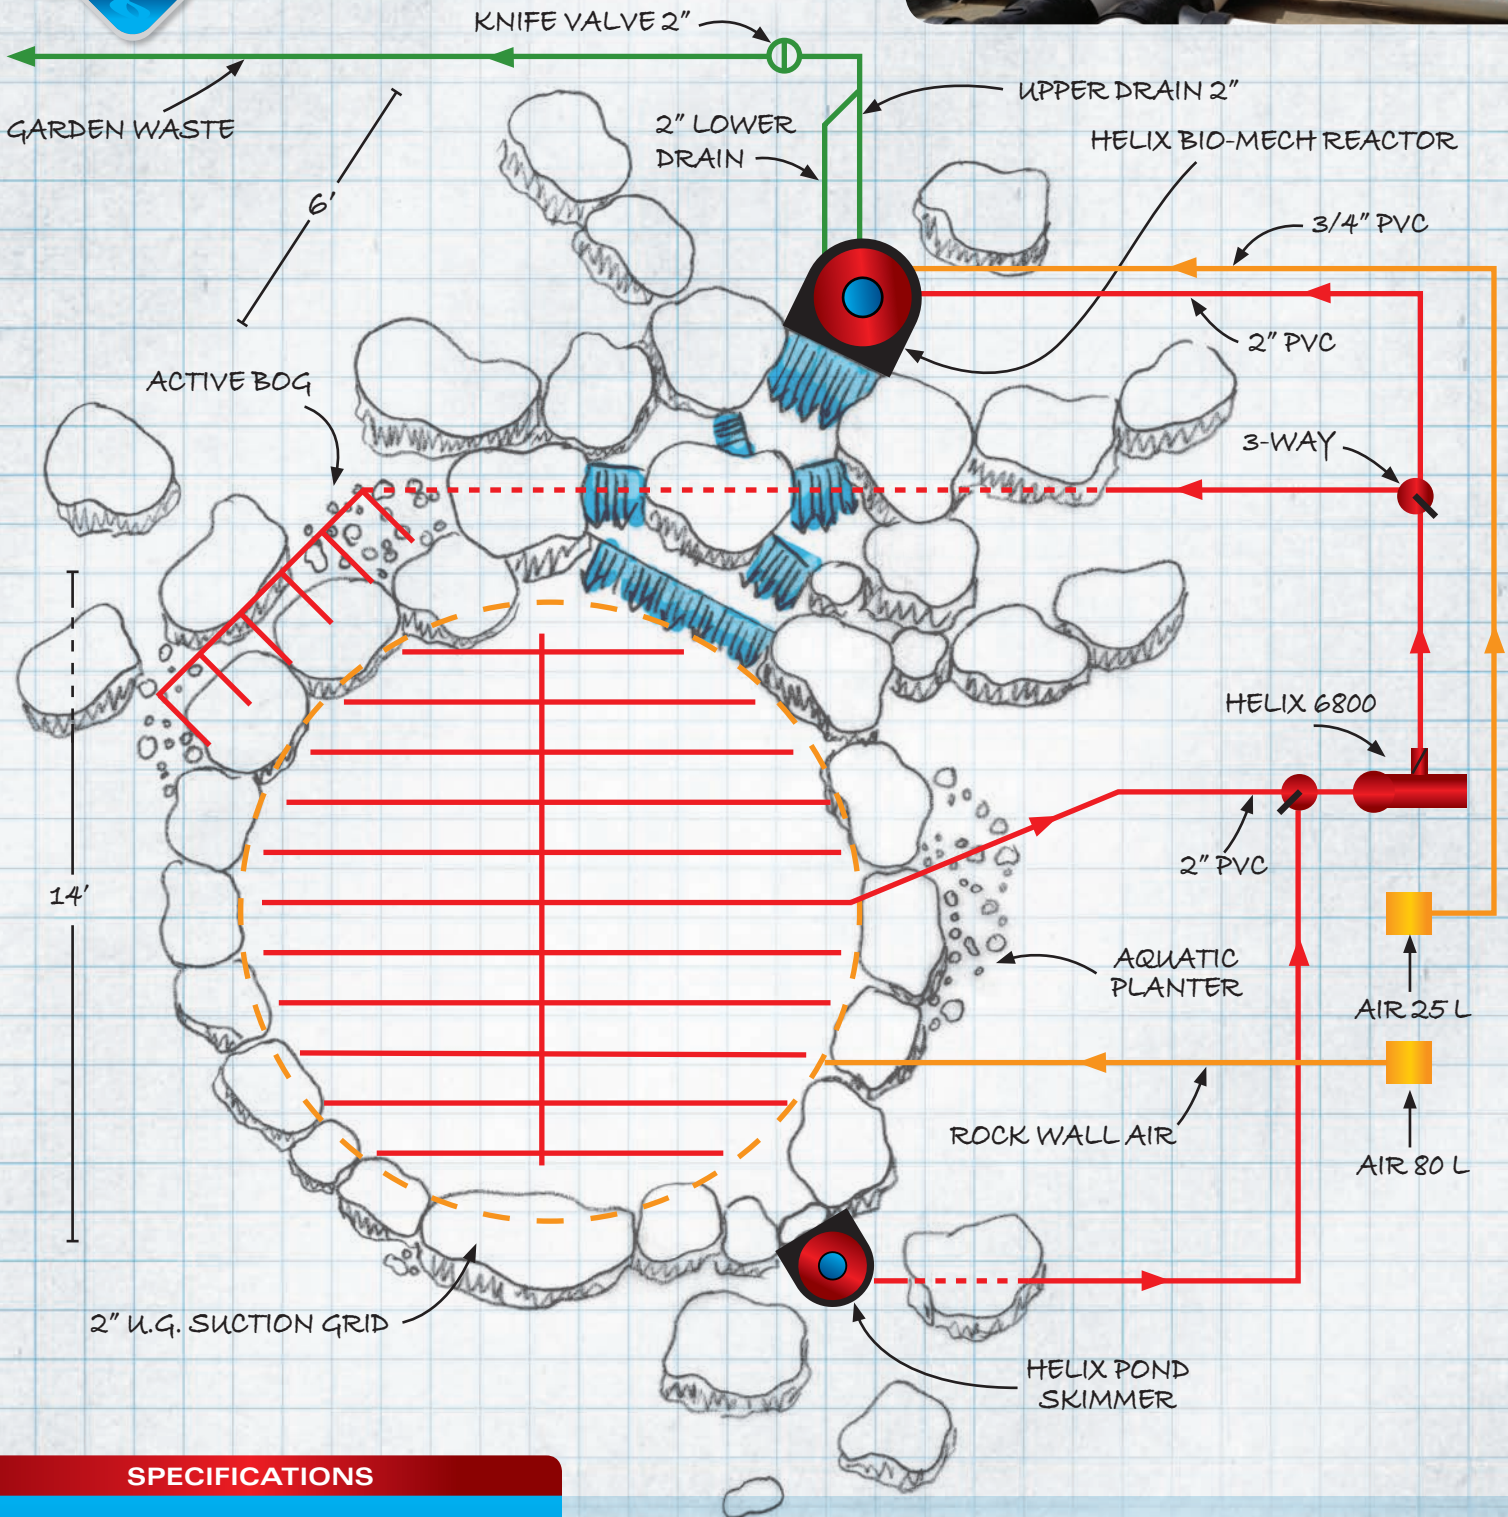 KNIFE VALVE 2"
GARDEN WASTE
6'
2" LOWER
DRAIN
UPPER DRAIN 2"
HELIX BIO-MECH REACTOR
3/4" PVC
2" PVC
ACTIVE BOG
3-WAY
HELIX 6800
2" PVC
14'
AQUATIC
PLANTER
AIR 25 L
ROCK WALL AIR
AIR 80 L
2" U.G. SUCTION GRID
HELIX POND
SKIMMER
SPECIFICATIONS